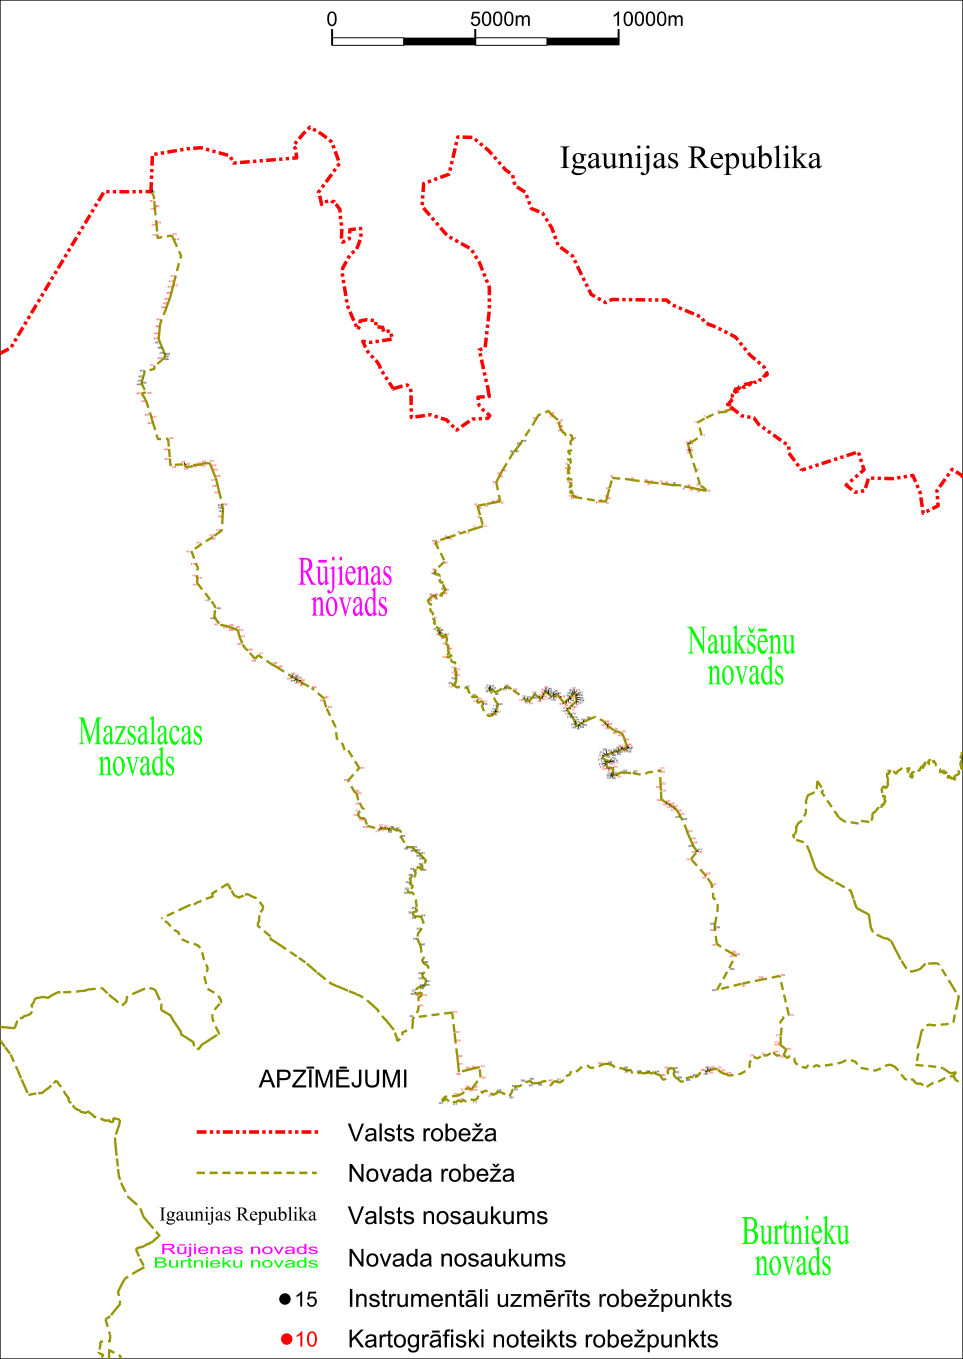 0 5000m 10000m
Igaunijas Republika
Rūjienas
novads
Naukšēnu
novads
Mazsalacas
novads
Burtnieku
novads
APZĪMĒJUMI
Valsts robeža
Novada robeža
Igaunijas Republika Valsts nosaukums
Rūjienas novads
Burtnieku novads
Novada nosaukums
15 Instrumentāli uzmērīts robežpunkts
10 Kartogrāfiski noteikts robežpunkts